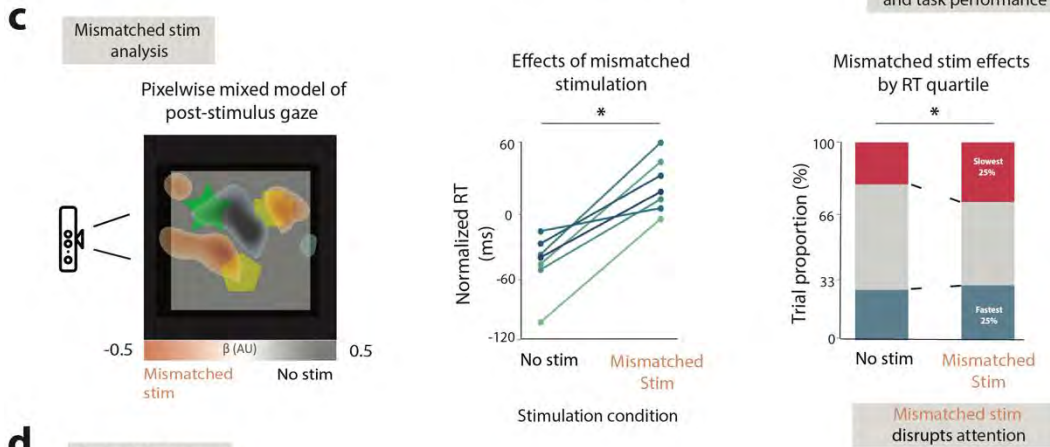 c
and task performance
Mismatched stim
analysis
Pixelwise mixed model of
post-stimulus gaze
-0.5
β (AU)
0.5
Mismatched
stim
No stim
Effects of mismatched
stimulation
*
Normalized RT
(ms)
60
0
-60
-120
No stim
Mismatched
Stim
Stimulation condition
Mismatched stim effects
by RT quartile
*
Trial proportion (%)
100
66
33
0
Slowest
25%
Fastest
25%
No stim
Mismatched
Stim
Mismatched stim
disrupts attention
d